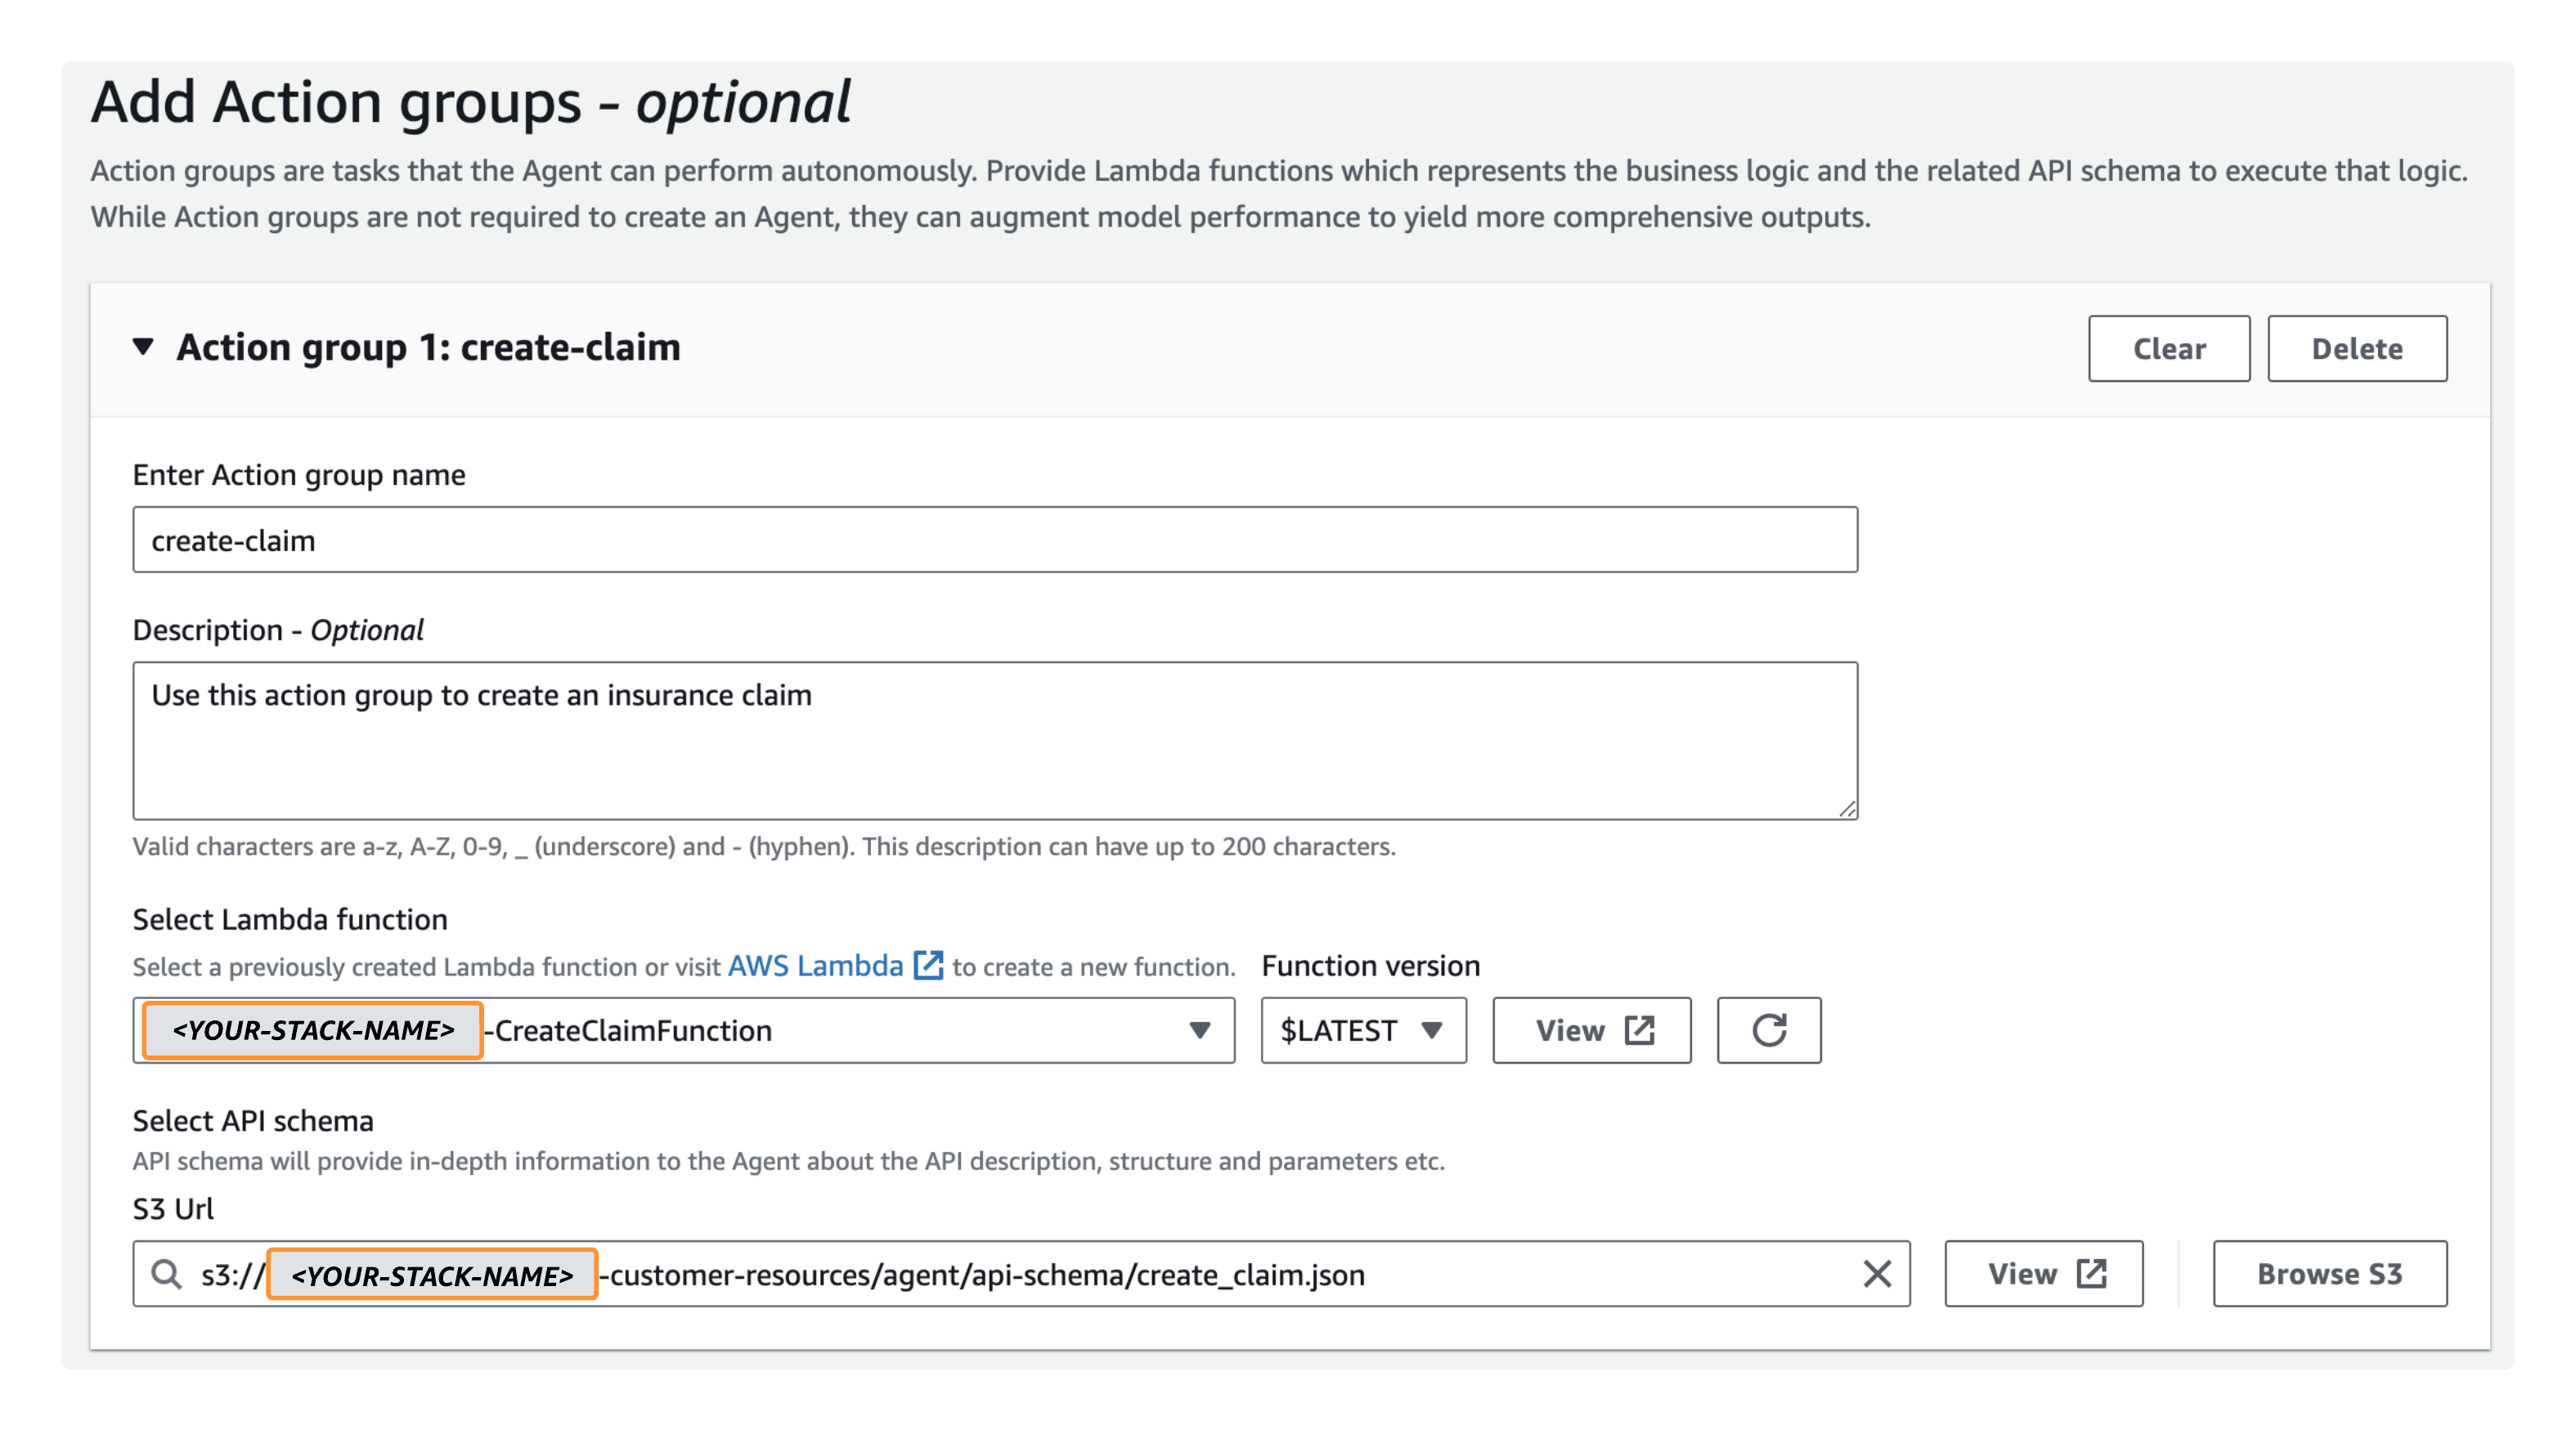 Add Action groups - optional
Action groups are tasks that the Agent can perform autonomously. Provide Lambda functions which represents the business logic and the related API schema to execute that logic.
While Action groups are not required to create an Agent, they can augment model performance to yield more comprehensive outputs.
Action group 1: create-claim
Clear
Delete
Enter Action group name
create-claim
Description - Optional
Use this action group to create an insurance claim
Valid characters are a-z, A-Z, 0-9, _ (underscore) and - (hyphen). This description can have up to 200 characters.
Select Lambda function
Select a previously created Lambda function or visit AWS Lambda to create a new function.
Function version
<YOUR-STACK-NAME>-CreateClaimFunction
$LATEST
View
Select API schema
API schema will provide in-depth information to the Agent about the API description, structure and parameters etc.
S3 Url
s3://<YOUR-STACK-NAME>-customer-resources/agent/api-schema/create_claim.json
View
Browse S3